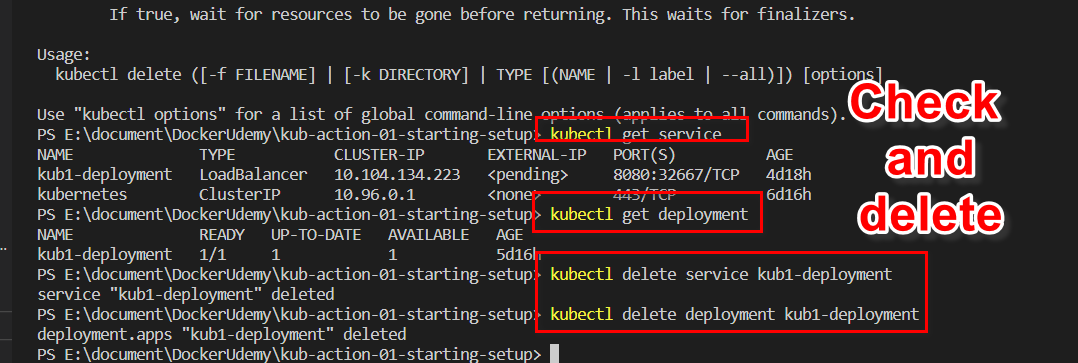 If true, wait for resources to be gone before returning. This waits for finalizers.
Usage:
kubectl delete ([-f FILENAME] | [-k DIRECTORY] | TYPE [(NAME | -l label | --all)]) [options]
Use "kubectl options" for a list of global command-line options (applies to all commands).
PS E:\document\DockerUdemy\kub-action-01-starting-setup> kubectl get service
NAME TYPE CLUSTER-IP EXTERNAL-IP PORT(S) AGE
kub1-deployment LoadBalancer 10.104.134.223 <pending> 8080:32667/TCP 4d18h
kubernetes ClusterIP 10.96.0.1 <none> 443/TCP 6d16h
PS E:\document\DockerUdemy\kub-action-01-starting-setup> kubectl get deployment
NAME READY UP-TO-DATE AVAILABLE AGE
kub1-deployment 1/1 1 1 5d16h
PS E:\document\DockerUdemy\kub-action-01-starting-setup> kubectl delete service kub1-deployment
service "kub1-deployment" deleted
PS E:\document\DockerUdemy\kub-action-01-starting-setup> kubectl delete deployment kub1-deployment
deployment.apps "kub1-deployment" deleted
PS E:\document\DockerUdemy\kub-action-01-starting-setup>
Check
and
delete